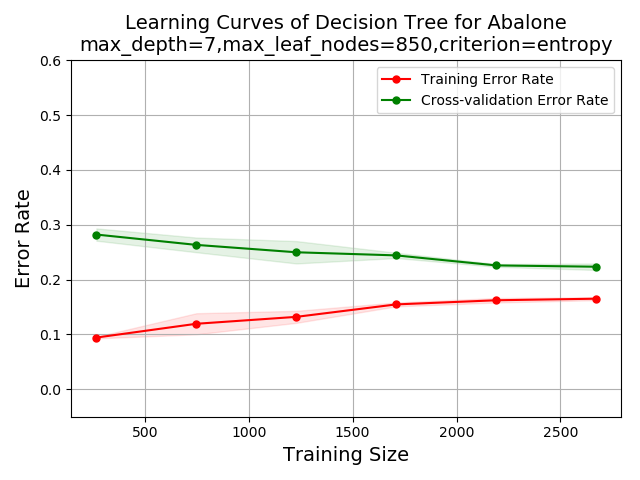 Learning Curves of Decision Tree for Abalone
max_depth=7,max_leaf_nodes=850,criterion=entropy
Training Error Rate
Cross-validation Error Rate
Error Rate
0.6
0.5
0.4
0.3
0.2
0.1
0.0
500 1000 1500 2000 2500
Training Size